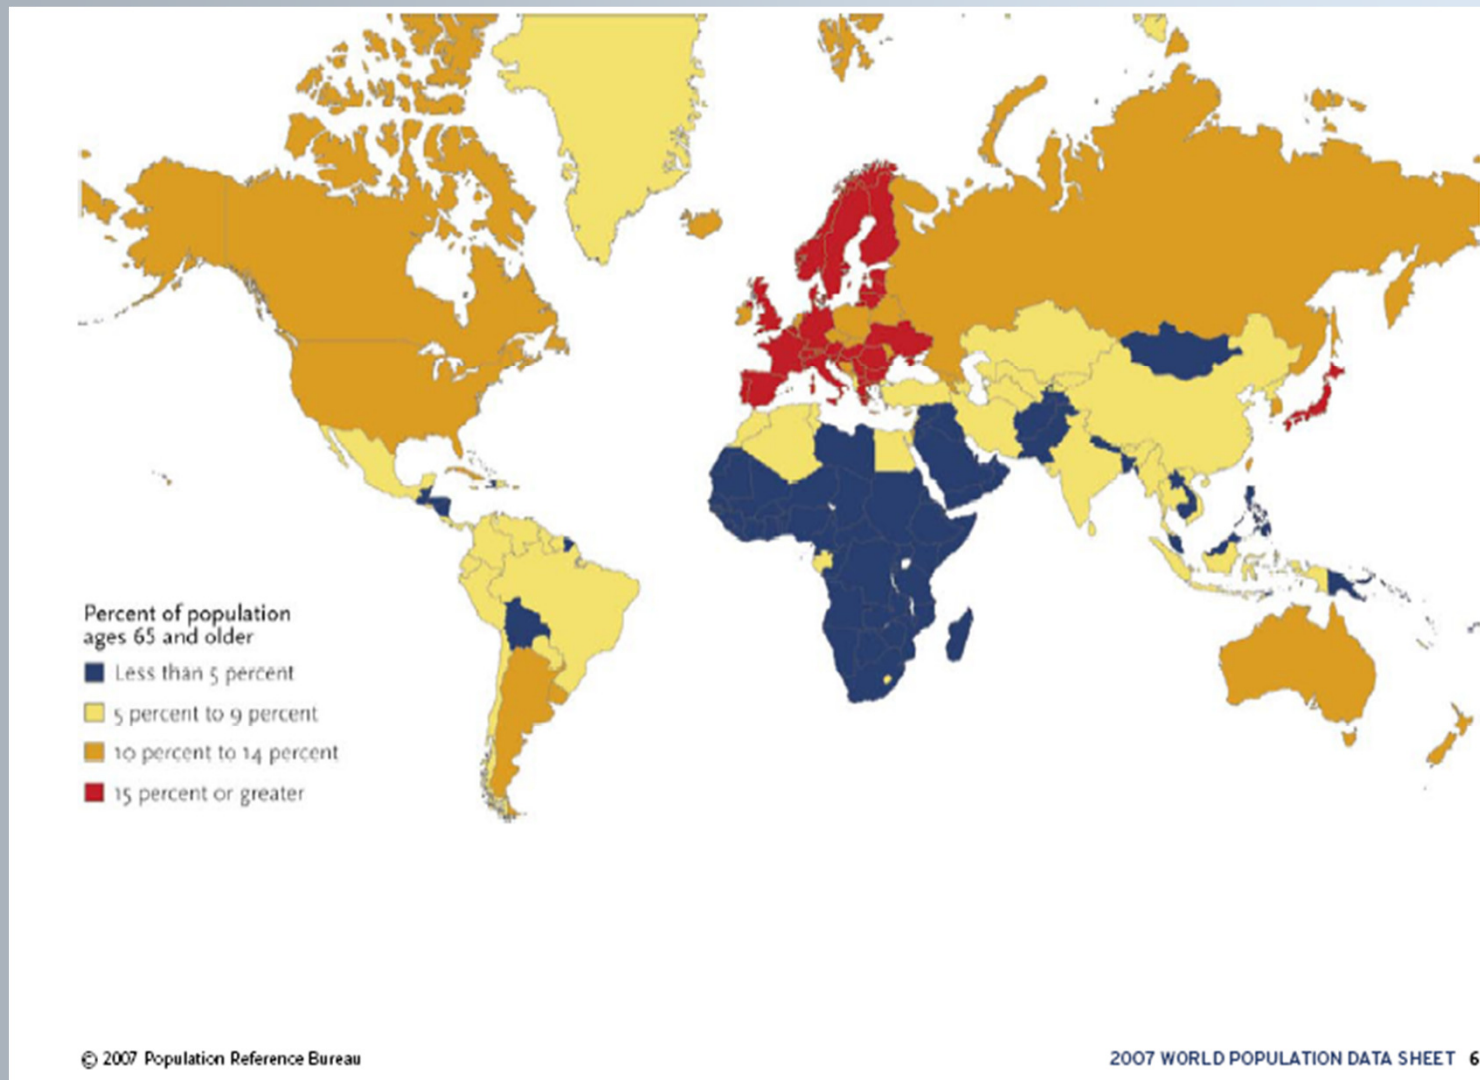 Percent of population
ages 65 and older
Less than 5 percent
5 percent to 9 percent
10 percent to 14 percent
15 percent or greater
© 2007 Population Reference Bureau
2007 WORLD POPULATION DATA SHEET 6